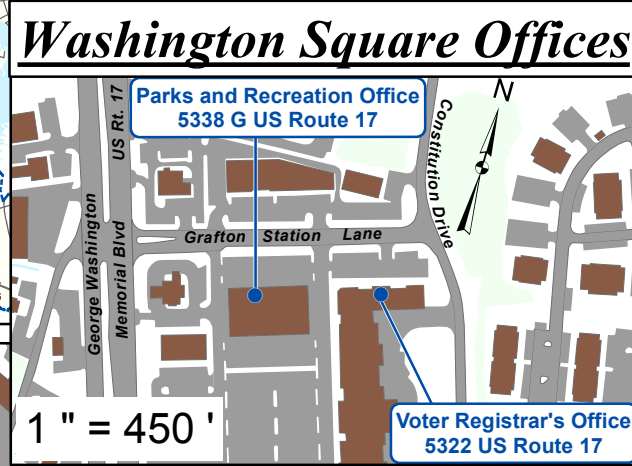 Washington Square Offices
Parks and Recreation Office
5338 G US Route 17
US Rt. 17
Constitution Drive
N
George Washington
Memorial Blvd
Grafton Station Lane
1 " = 450 '
Voter Registrar's Office
5322 US Route 17